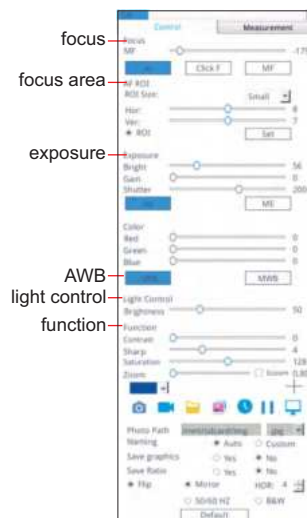 Control Measurement
focus
Focus
MF -179
Click F MF
focus area
AF ROI
ROI Size: Small
Hor: 8
Ver: 7
ROI Set
exposure
Exposure
Bright 56
Gain 0
Shutter 200
ME
Color
Red 0
Green 0
Blue 0
AWB
MWB
light control
Light Control
Brightness 50
function
Function
Contrast 0
Sharp 4
Saturation 128
Zoom
Photo Path jpg
Naming Auto Custom
Save graphics Yes No
Save Ratio Yes No
Flip Mirror HDR: 4
50/60 HZ B&W
Default